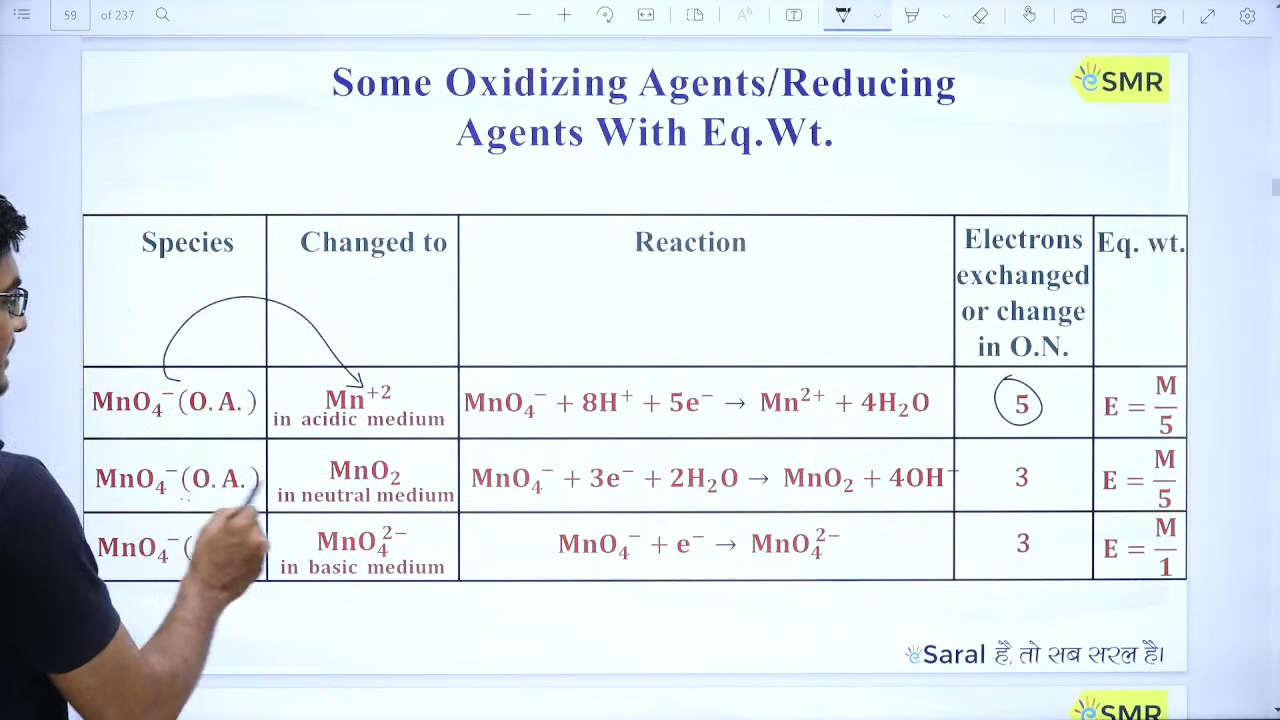 59 of 237
Some Oxidizing Agents/Reducing
Agents With Eq.Wt.
eSMR
Species Changed to Reaction Electrons exchanged or change in O.N. Eq. wt.
MnO₄⁻(O.A.) Mn⁺² in acidic medium MnO₄⁻ + 8H⁺ + 5e⁻ → Mn²⁺ + 4H₂O 5 E = M/5
MnO₄⁻(O.A.) MnO₂ in neutral medium MnO₄⁻ + 3e⁻ + 2H₂O → MnO₂ + 4OH⁻ 3 E = M/5
MnO₄⁻( MnO₄²⁻ in basic medium MnO₄⁻ + e⁻ → MnO₄²⁻ 3 E = M/1
eSaral है, तो सब सरल है।
eSMR